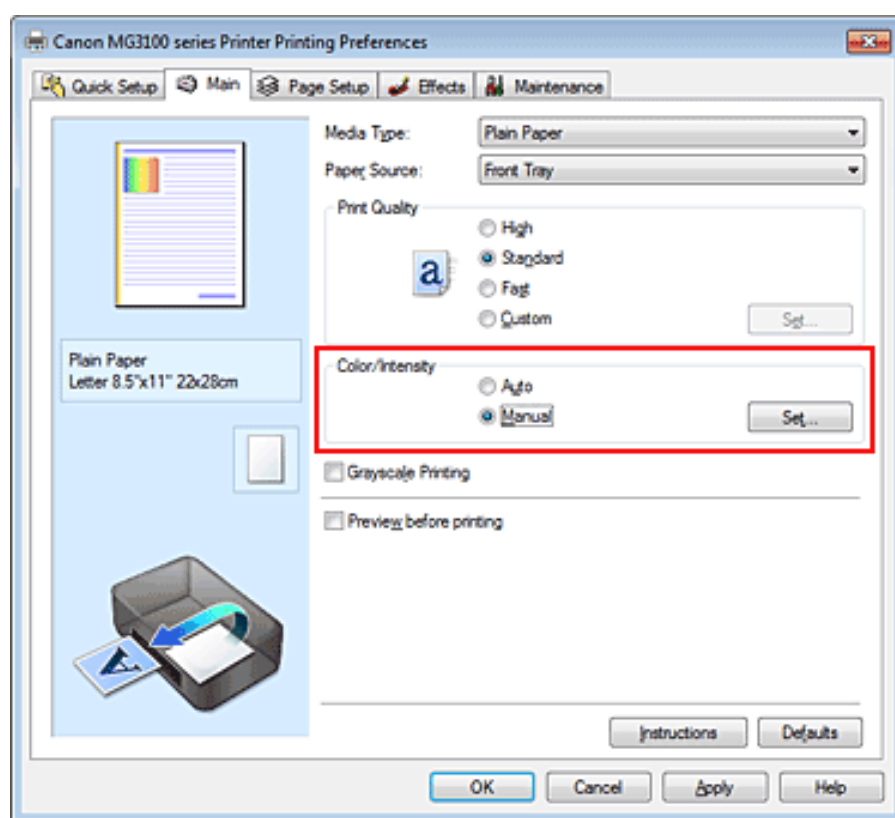 Canon MG3100 series Printer Printing Preferences
Quick Setup Main Page Setup Effects Maintenance
Media Type: Plain Paper
Paper Source: Front Tray
Print Quality
High
a Standard
Fast
Custom Set...
Plain Paper
Letter 8.5"x11" 22x28cm
Color/Intensity
Auto
Manual Set...
Grayscale Printing
Preview before printing
A
Instructions Defaults
OK Cancel Apply Help